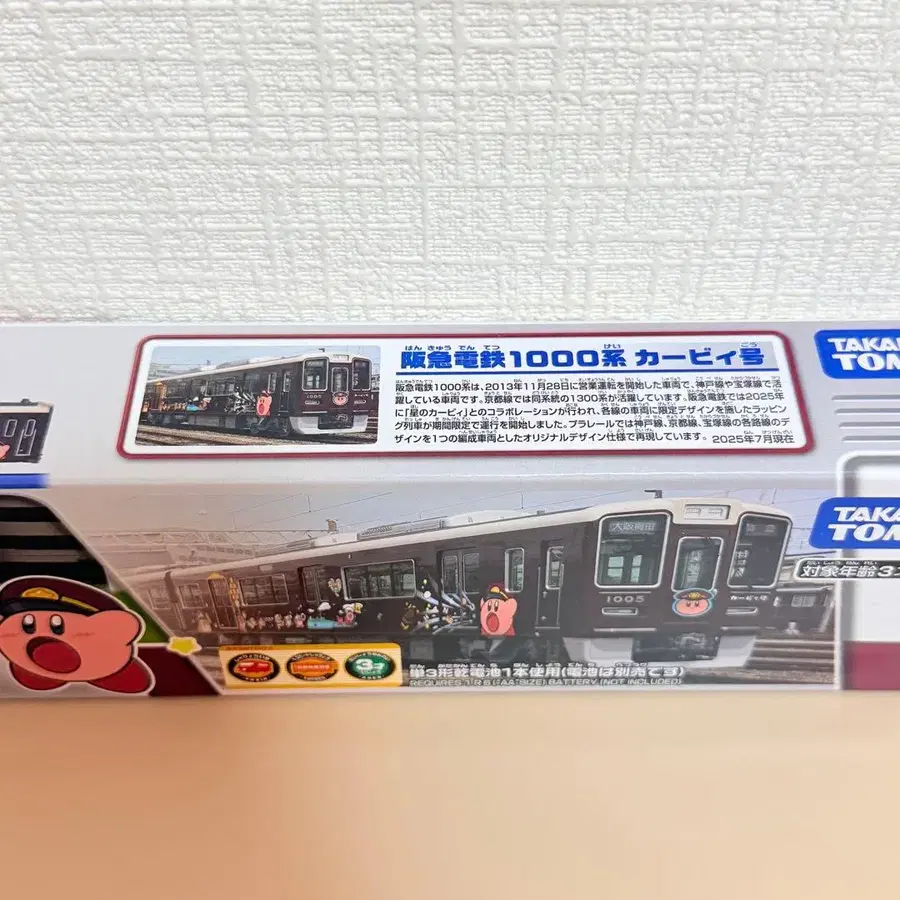 阪急電鉄1000系 カービィ号
阪急電鉄1000系は、2013年11月28日に営業運転を開始した車両で、神戸線や宝塚線で活
躍している車両です。京都線では同系統の1300系が活躍しています。阪急電鉄では2025年
に「星のカービィ」とのコラボレーションが行われ、各線の車両に限定デザインを施したラッピン
グ列車が期間限定で運行を開始しました。プラレールでは神戸線、京都線、宝塚線の各路線のデ
ザインを1つの編成車両としたオリジナルデザイン仕様で再現しています。 2025年7月現在
TAKA
TOM
大阪梅田
1005
カービィ号
TAKA
TOM
対象年齢3
単3形乾電池1本使用(電池は別売です)
REQUIRES 1 R6 ("AA"SIZE) BATTERY (NOT INCLUDED)